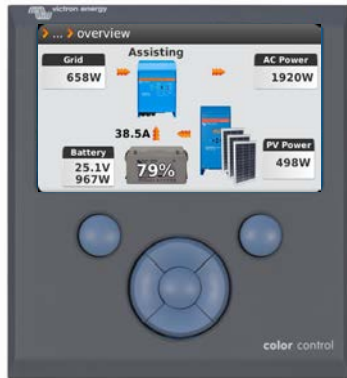 victron energy
... > overview
Assisting
Grid
658W
AC Power
1920W
38.5A
Battery
25.1V
967W
79%
PV Power
498W
color control